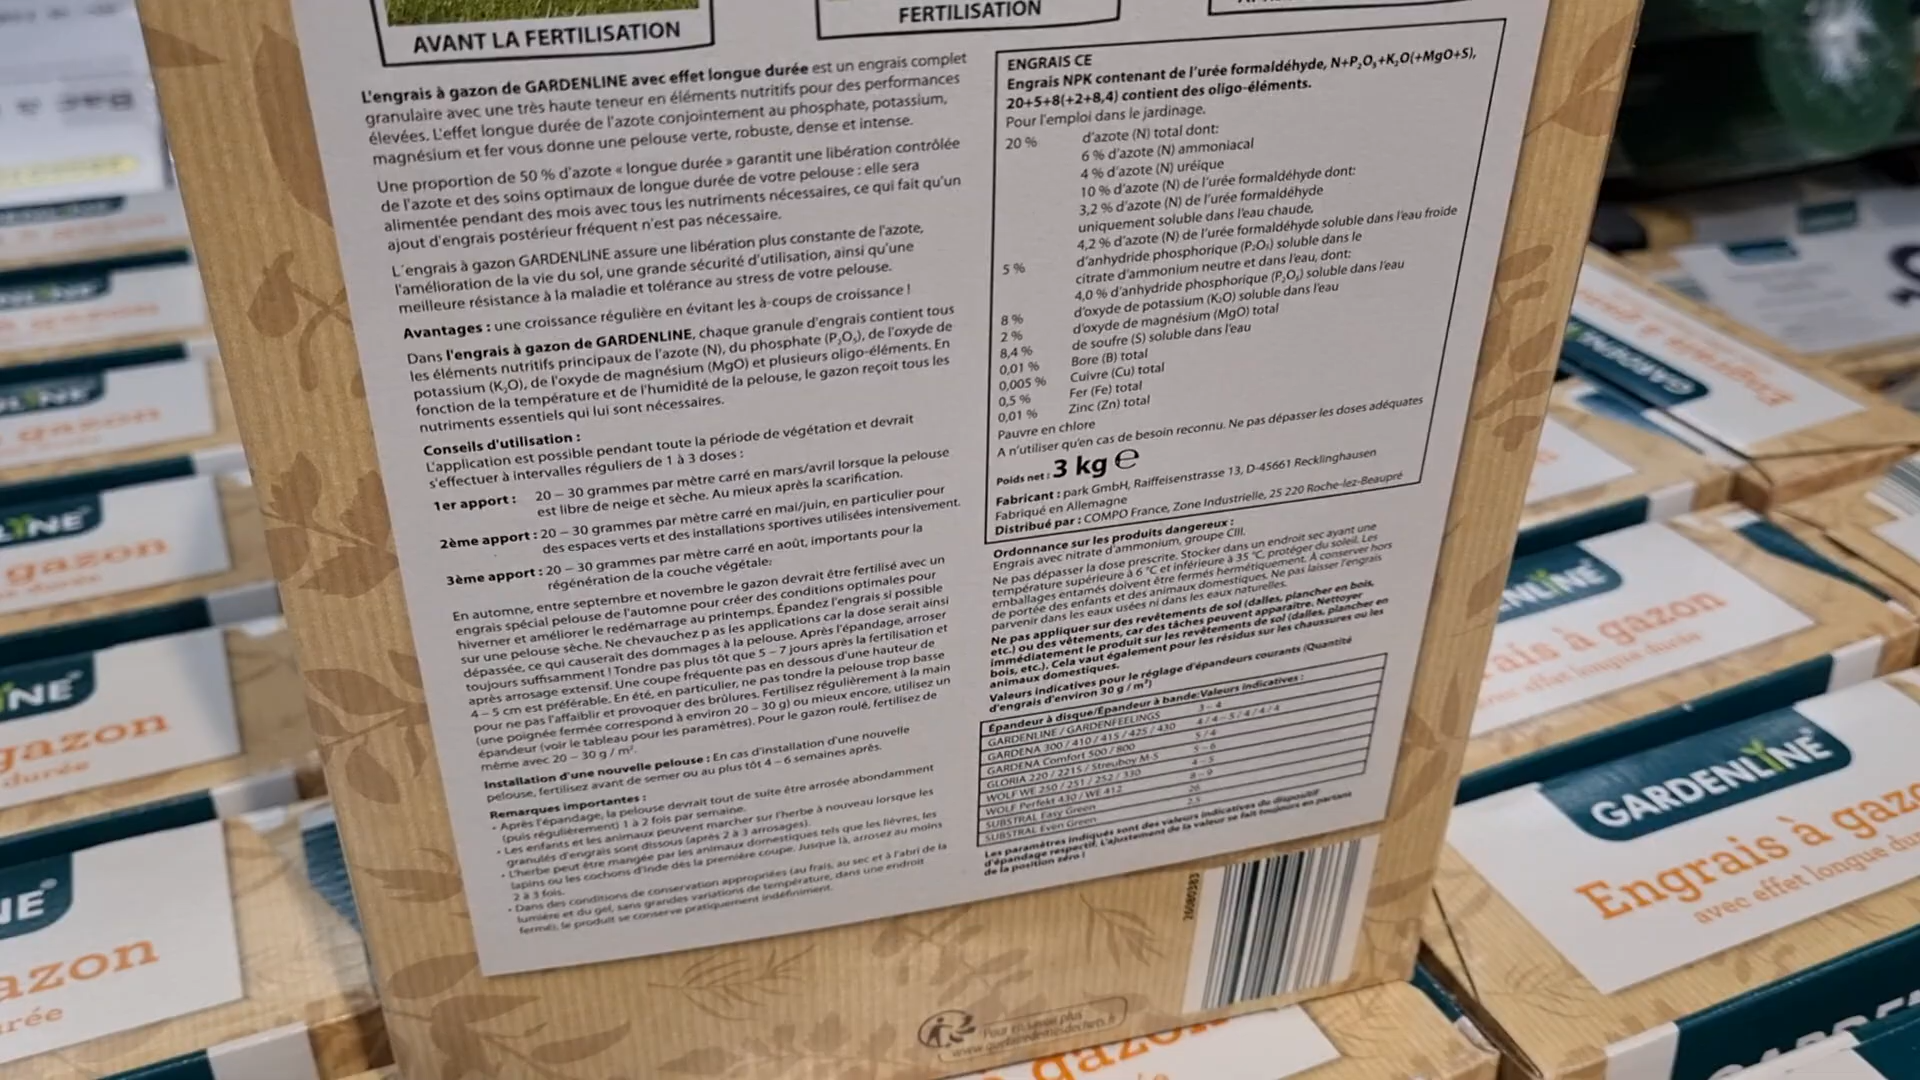 AVANT LA FERTILISATION
FERTILISATION
L'engrais à gazon de GARDENLINE avec effet longue durée est un engrais complet
granulaire avec une très haute teneur en éléments nutritifs pour des performances
élevées. L'effet longue durée de l'azote conjointement au phosphate, potassium,
magnésium et fer vous donne une pelouse verte, robuste, dense et intense.
Une proportion de 50 % d'azote « longue durée » garantit une libération contrôlée
de l'azote et des soins optimaux de longue durée de votre pelouse : elle sera
alimentée pendant des mois avec tous les nutriments nécessaires, ce qui fait qu'un
ajout d'engrais postérieur fréquent n'est pas nécessaire.
L'engrais à gazon GARDENLINE assure une libération plus constante de l'azote,
l'amélioration de la vie du sol, une grande sécurité d'utilisation, ainsi qu'une
meilleure résistance à la maladie et tolérance au stress de votre pelouse.
Avantages : une croissance régulière en évitant les à-coups de croissance !
Dans l'engrais à gazon de GARDENLINE, chaque granule d'engrais contient tous
les éléments nutritifs principaux de l'azote (N), du phosphate (P₂O₅), de l'oxyde de
potassium (K₂O), de l'oxyde de magnésium (MgO) et plusieurs oligo-éléments. En
fonction de la température et de l'humidité de la pelouse, le gazon reçoit tous les
nutriments essentiels qui lui sont nécessaires.
Conseils d'utilisation :
L'application est possible pendant toute la période de végétation et devrait
s'effectuer à intervalles réguliers de 1 à 3 doses :
1er apport : 20 – 30 grammes par mètre carré en mars/avril lorsque la pelouse
est libre de neige et sèche. Au mieux après la scarification.
2ème apport : 20 – 30 grammes par mètre carré en mai/juin, en particulier pour
des espaces verts et des installations sportives utilisées intensivement.
3ème apport : 20 – 30 grammes par mètre carré en août, importants pour la
régénération de la couche végétale.
En automne, entre septembre et novembre le gazon devrait être fertilisé avec un
engrais spécial pelouse de l'automne pour créer des conditions optimales pour
hiverner et améliorer le redémarrage au printemps. Épandez l'engrais si possible
sur une pelouse sèche. Ne chevauchez p as les applications car la dose serait ainsi
dépassée, ce qui causerait des dommages à la pelouse. Après l'épandage, arroser
toujours suffisamment ! Tondre pas plus tôt que 5 – 7 jours après la fertilisation et
après arrosage extensif. Une coupe fréquente pas en dessous d'une hauteur de
4 – 5 cm est préférable. En été, en particulier, ne pas tondre la pelouse trop basse
pour ne pas l'affaiblir et provoquer des brûlures. Fertilisez régulièrement à la main
(une poignée fermée correspond à environ 20 – 30 g) ou mieux encore, utilisez un
épandeur (voir le tableau pour les paramètres). Pour le gazon roulé, fertilisez de
même avec 20 – 30 g / m².
Installation d'une nouvelle pelouse : En cas d'installation d'une nouvelle
pelouse, fertilisez avant de semer ou au plus tôt 4 – 6 semaines après.
Remarques importantes :
• Après l'épandage, la pelouse devrait tout de suite être arrosée abondamment
(puis régulièrement) 1 à 2 fois par semaine.
• Les enfants et les animaux peuvent marcher sur l'herbe à nouveau lorsque les
granulés d'engrais sont dissous (après 2 à 3 arrosages).
• L'herbe peut être mangée par les animaux domestiques tels que les lièvres, les
lapins ou les cochons d'Inde dès la première coupe. Jusque là, arrosez au moins
2 à 3 fois.
• Dans des conditions de conservation appropriées (au frais, au sec et à l'abri de la
lumière et du gel, sans grandes variations de température, dans une endroit
fermé), le produit se conserve pratiquement indéfiniment.
ENGRAIS CE
Engrais NPK contenant de l'urée formaldéhyde, N+P₂O₅+K₂O(+MgO+S),
20+5+8(+2+8,4) contient des oligo-éléments.
Pour l'emploi dans le jardinage.
20 % d'azote (N) total dont:
6 % d'azote (N) ammoniacal
4 % d'azote (N) uréique
10 % d'azote (N) de l'urée formaldéhyde dont:
3,2 % d'azote (N) de l'urée formaldéhyde
uniquement soluble dans l'eau chaude,
4,2 % d'azote (N) de l'urée formaldéhyde soluble dans l'eau froide
5 % d'anhydride phosphorique (P₂O₅) soluble dans le
citrate d'ammonium neutre et dans l'eau, dont:
4,0 % d'anhydride phosphorique (P₂O₅) soluble dans l'eau
8 % d'oxyde de potassium (K₂O) soluble dans l'eau
2 % d'oxyde de magnésium (MgO) total
8,4 % de soufre (S) soluble dans l'eau
0,01 % Bore (B) total
0,005 % Cuivre (Cu) total
0,5 % Fer (Fe) total
0,01 % Zinc (Zn) total
Pauvre en chlore
A n'utiliser qu'en cas de besoin reconnu. Ne pas dépasser les doses adéquates
Poids net : 3 kg ℮
Fabricant : park GmbH, Raiffeisenstrasse 13, D-45661 Recklinghausen
Fabriqué en Allemagne
Distribué par : COMPO France, Zone Industrielle, 25 220 Roche-lez-Beaupré
Ordonnance sur les produits dangereux :
Engrais avec nitrate d'ammonium, groupe CIII.
Ne pas dépasser la dose prescrite. Stocker dans un endroit sec ayant une
température supérieure à 6 °C et inférieure à 35 °C, protéger du soleil. Les
emballages entamés doivent être fermés hermétiquement. À conserver hors
de portée des enfants et des animaux domestiques. Ne pas laisser l'engrais
parvenir dans les eaux usées ni dans les eaux naturelles.
Ne pas appliquer sur des revêtements de sol (dalles, plancher en bois,
etc.) ou des vêtements, car des tâches peuvent apparaître. Nettoyer
immédiatement le produit sur les revêtements de sol (dalles, plancher en
bois, etc.). Cela vaut également pour les résidus sur les chaussures ou les
animaux domestiques.
Valeurs indicatives pour le réglage d'épandeurs courants (Quantité
d'engrais d'environ 30 g / m²)
Épandeur à disque/Épandeur à bande: Valeurs indicatives :
GARDENLINE / GARDENFEELINGS 3 – 4
GARDENA 300 / 410 / 415 / 425 / 430 4 / 4 – 5 / 4 / 4 / 4
GARDENA Comfort 500 / 800 5 / 4
GLORIA 220 / 221S / Streuboy M-S 5 – 6
WOLF WE 250 / 251 / 252 / 330 4 – 5
WOLF Perfekt 430 / WE 412 8 – 9
SUBSTRAL Easy Green 26
SUBSTRAL Even Green 2.5
Les paramètres indiqués sont des valeurs indicatives du dispositif
d'épandage respectif. L'ajustement de la valeur se fait toujours en partant
de la position zéro !
26080383
Pour en savoir plus
www.quefairedemesdechets.fr
GARDENLINE
Engrais à gazo
avec effet longue dur
ENLINE
ais à gazon
gazon
durée
gazon
azon
rée